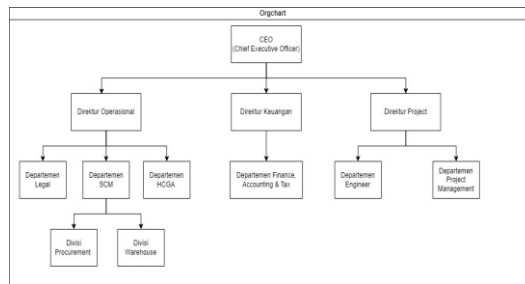 Orgchart
CEO
(Chief Executive Officer)
Direktur Operasional
Direktur Keuangan
Direktur Project
Departemen
Legal
Departemen
SCM
Departemen
HCGA
Departemen Finance,
Accounting & Tax
Departemen
Engineer
Departemen
Project
Management
Divisi
Procurement
Divisi
Warehouse